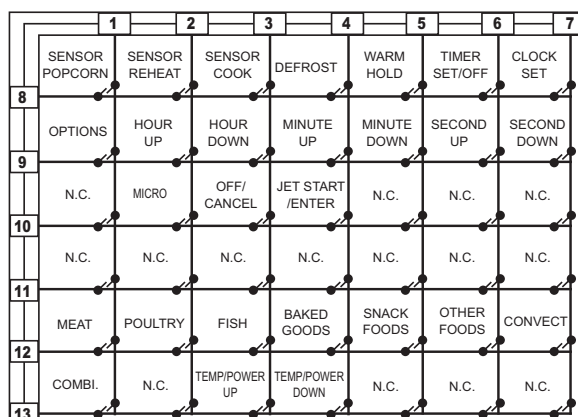 1 2 3 4 5 6 7
SENSOR POPCORN SENSOR REHEAT SENSOR COOK DEFROST WARM HOLD TIMER SET/OFF CLOCK SET
8
OPTIONS HOUR UP HOUR DOWN MINUTE UP MINUTE DOWN SECOND UP SECOND DOWN
9
N.C. MICRO OFF/ CANCEL JET START /ENTER N.C. N.C. N.C.
10
N.C. N.C. N.C. N.C. N.C. N.C. N.C.
11
MEAT POULTRY FISH BAKED GOODS SNACK FOODS OTHER FOODS CONVECT
12
COMBI. N.C. TEMP/POWER UP TEMP/POWER DOWN N.C. N.C. N.C.
13